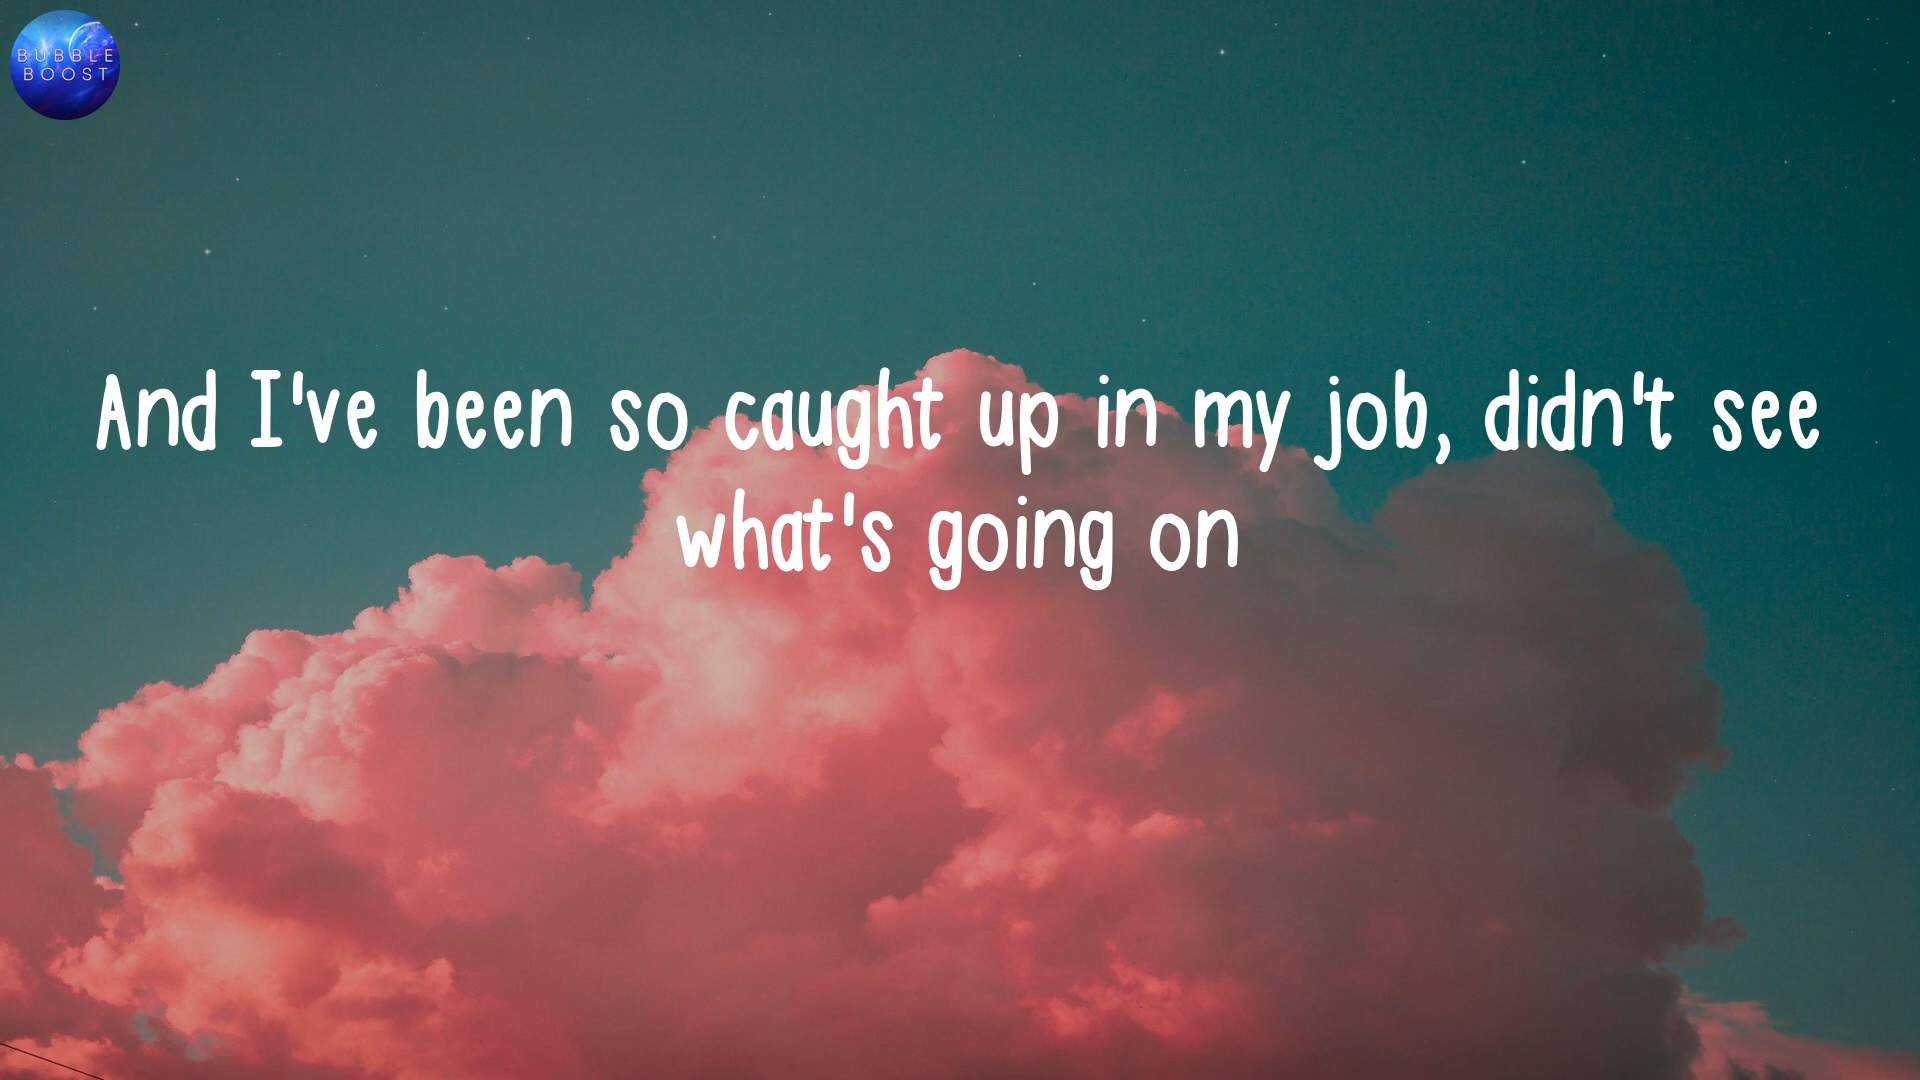 BUBBLE
BOOST
And I've been so caught up in my job, didn't see
what's going on